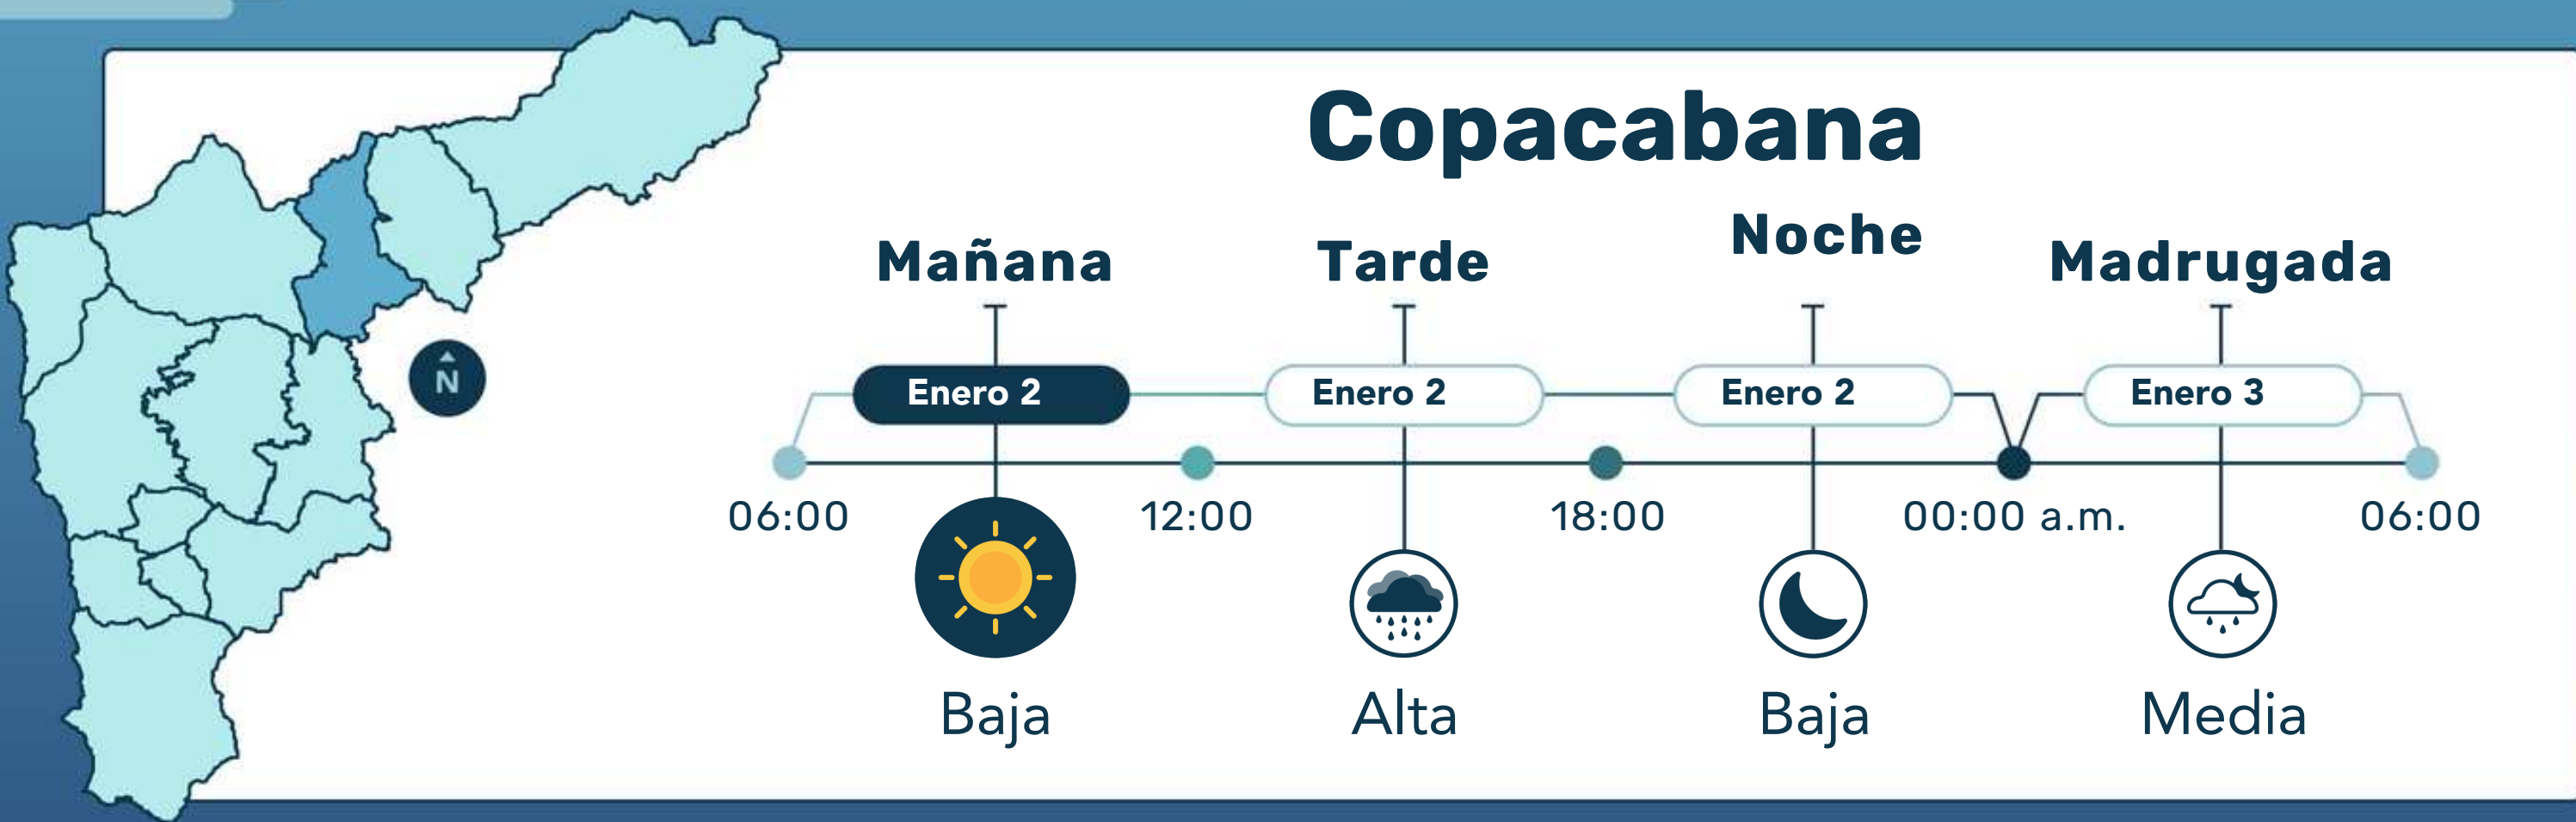 Copacabana
Mañana
Tarde
Noche
Madrugada
Enero 2
Enero 2
Enero 2
Enero 3
N
06:00
12:00
18:00
00:00 a.m.
06:00
Baja
Alta
Baja
Media